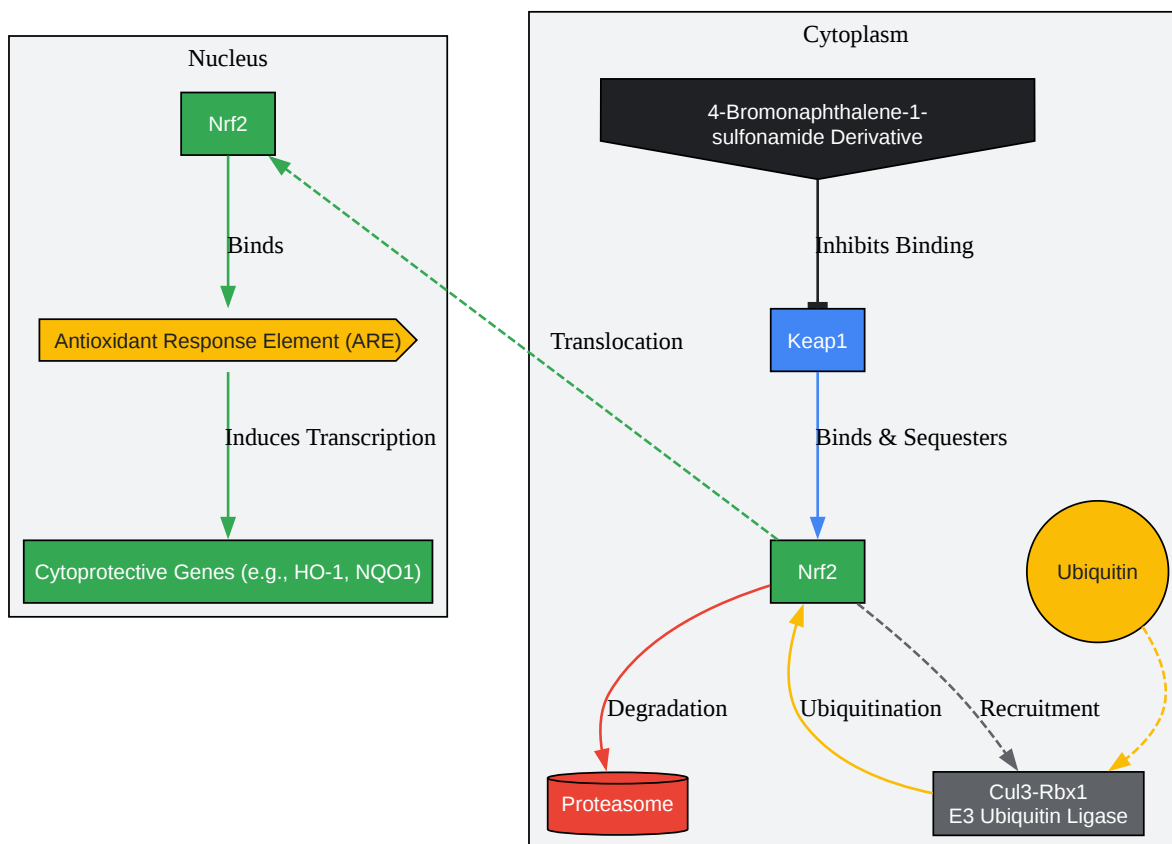 Nucleus
Nrf2
Binds
Antioxidant Response Element (ARE)
Induces Transcription
Cytoprotective Genes (e.g., HO-1, NQO1)
Translocation
Cytoplasm
4-Bromonaphthalene-1-
sulfonamide Derivative
Inhibits Binding
Keap1
Binds & Sequesters
Nrf2
Ubiquitin
Degradation
Ubiquitination
Recruitment
Proteasome
Cul3-Rbx1
E3 Ubiquitin Ligase